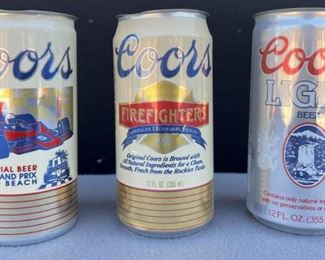 oors
IAL BEER
AND PRIX
BEACH
Coors
FIREFIGHTERS
Original Coors is Brewed with
All Natural Ingredients for a Clean,
Smooth, Fresh from the Rockies Taste.
12 FL. OZ. (355 ml)
Coo
LIG
BEE
Contains only natural ingre
with no preservatives or a
12 FL. OZ. (355